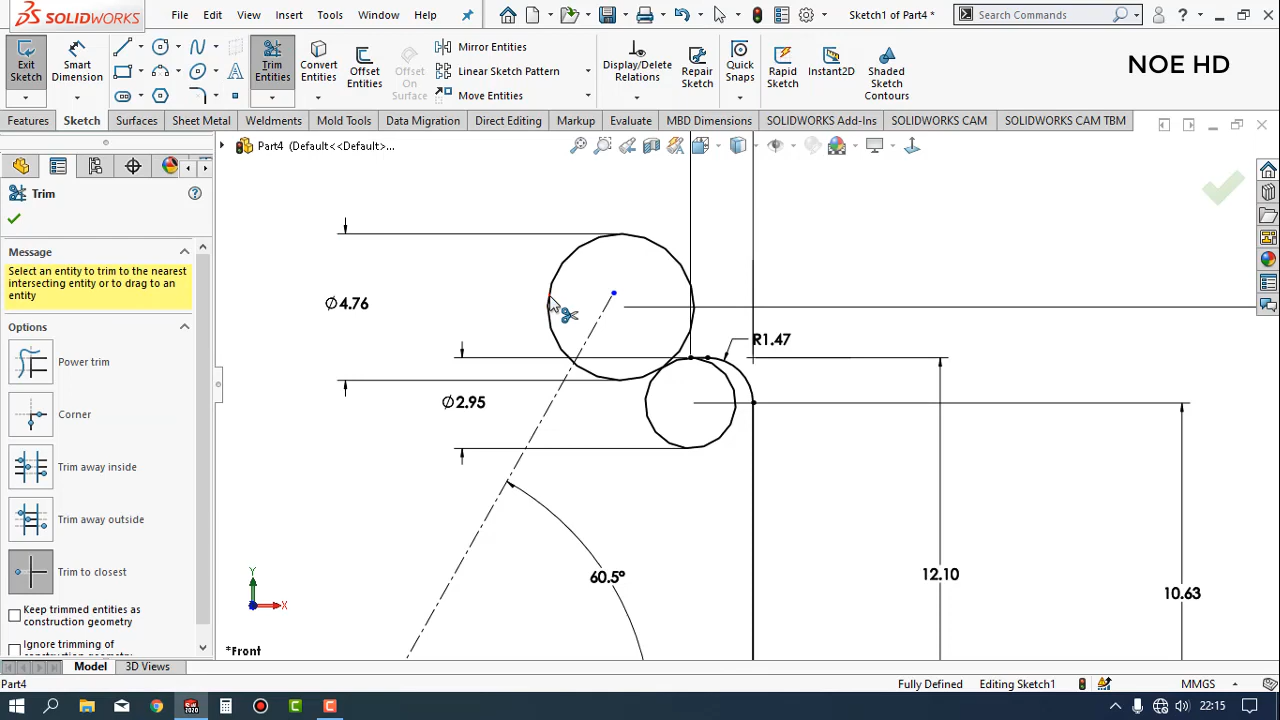 SOLIDWORKS
File
Edit
View
Insert
Tools
Window
Help
Sketch1 of Part4 *
Search Commands
?
Exit
Sketch
Smart
Dimension
Trim
Entities
Convert
Entities
Offset
Entities
Offset
On
Surface
Mirror Entities
Linear Sketch Pattern
Move Entities
Display/Delete
Relations
Repair
Sketch
Quick
Snaps
Rapid
Sketch
Instant2D
Shaded
Sketch
Contours
NOE HD
Features
Sketch
Surfaces
Sheet Metal
Weldments
Mold Tools
Data Migration
Direct Editing
Markup
Evaluate
MBD Dimensions
SOLIDWORKS Add-Ins
SOLIDWORKS CAM
SOLIDWORKS CAM TBM
Part4 (Default<<Default>...
Trim
Message
Select an entity to trim to the nearest
intersecting entity or to drag to an
entity
Options
Power trim
Corner
Trim away inside
Trim away outside
Trim to closest
Keep trimmed entities as
construction geometry
Ignore trimming of
construction geometry
Ø4.76
Ø2.95
R1.47
60.5°
12.10
10.63
Y
X
*Front
Model
3D Views
Part4
Fully Defined
Editing Sketch1
MMGS
22:15